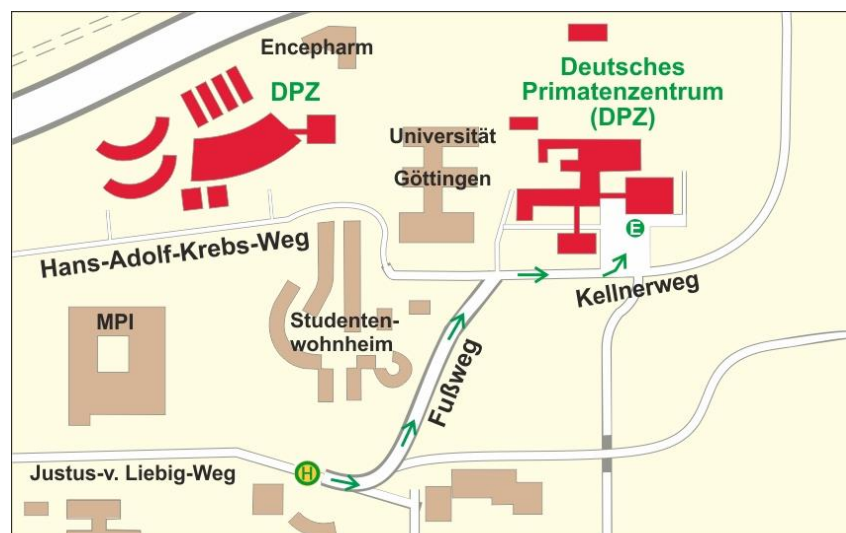 Encepharm
DPZ
Deutsches
Primatenzentrum
(DPZ)
Universität
Göttingen
E
Hans-Adolf-Krebs-Weg
Kellnerweg
MPI
Studenten-
wohnheim
Fußweg
Justus-v. Liebig-Weg
H